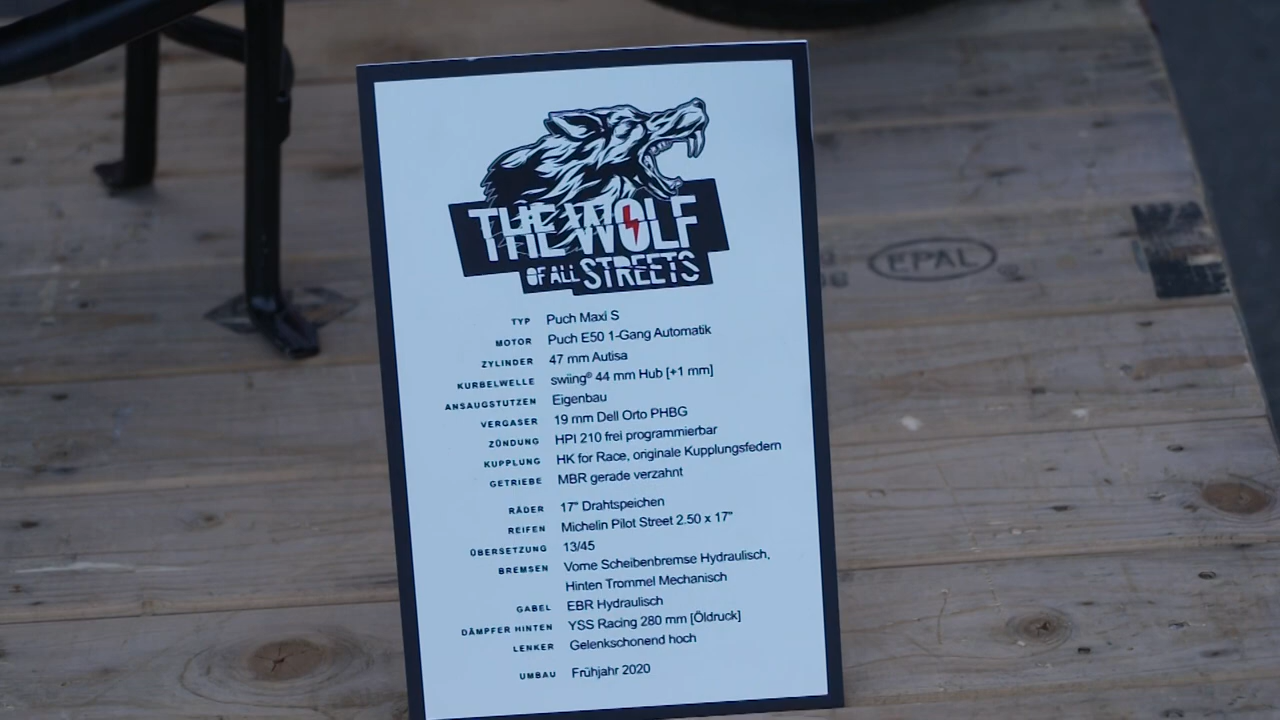 THE WOLF
OF ALL STREETS
TYP Puch Maxi S
MOTOR Puch E50 1-Gang Automatik
ZYLINDER 47 mm Autisa
KURBELWELLE swiing® 44 mm Hub [+1 mm]
ANSAUGSTUTZEN Eigenbau
VERGASER 19 mm Dell Orto PHBG
ZÜNDUNG HPI 210 frei programmierbar
KUPPLUNG HK for Race, originale Kupplungsfedern
GETRIEBE MBR gerade verzahnt
RÄDER 17" Drahtspeichen
REIFEN Michelin Pilot Street 2.50 x 17"
ÜBERSETZUNG 13/45
BREMSEN Vorne Scheibenbremse Hydraulisch,
Hinten Trommel Mechanisch
GABEL EBR Hydraulisch
DÄMPFER HINTEN YSS Racing 280 mm [Öldruck]
LENKER Gelenkschonend hoch
UMBAU Frühjahr 2020
EPAL